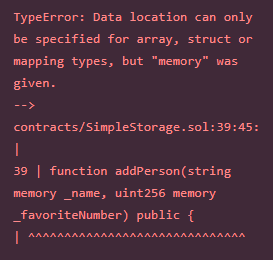 TypeError: Data location can only
be specified for array, struct or
mapping types, but "memory" was
given.
-->
contracts/SimpleStorage.sol:39:45:
|
39 | function addPerson(string
memory _name, uint256 memory
_favoriteNumber) public {
| ^^^^^^^^^^^^^^^^^^^^^^^^^^^^^^